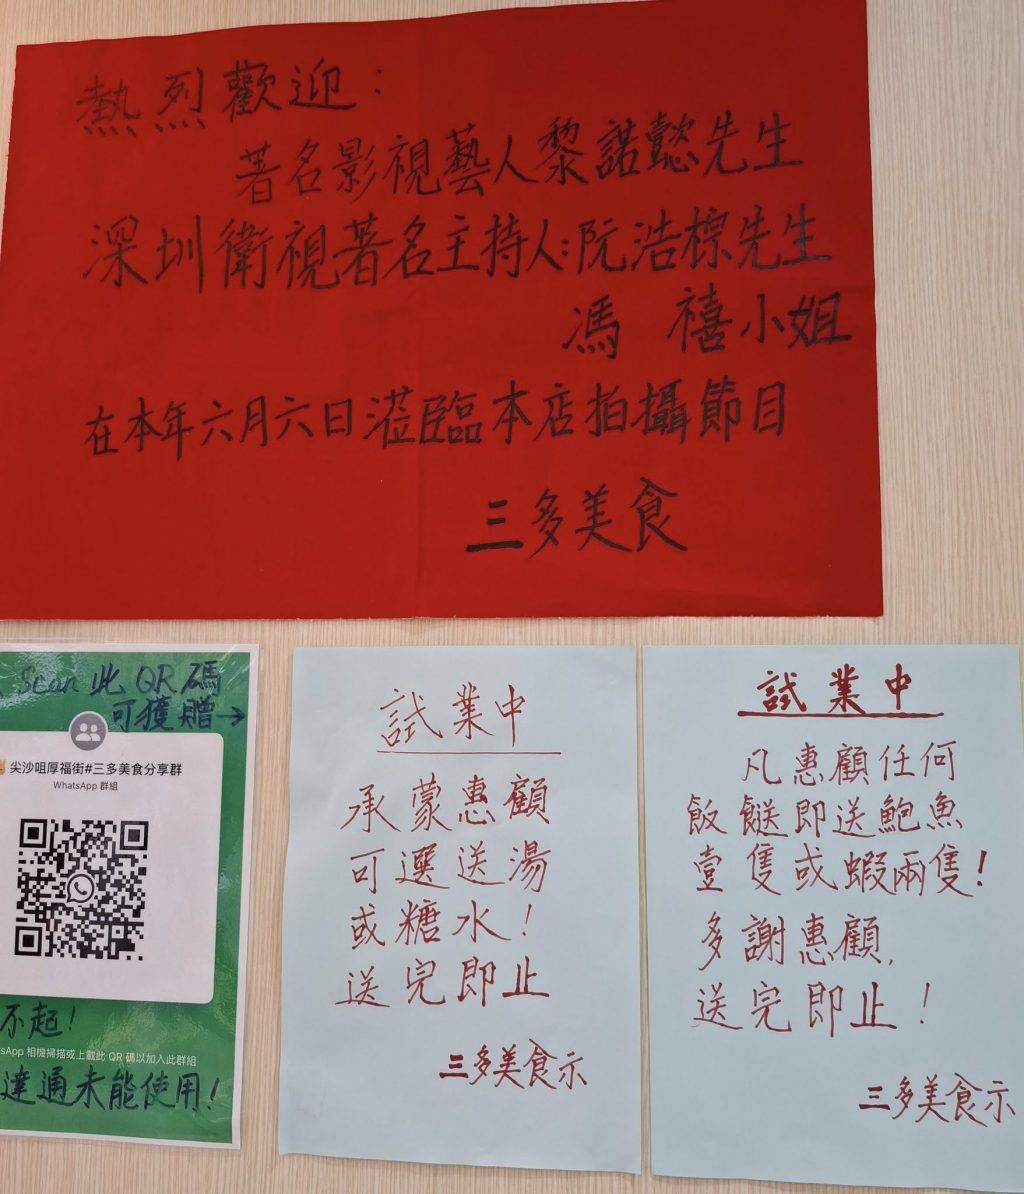 熱烈歡迎：
著名影視藝人黎諾懿先生
深圳衛視著名主持人:阮浩棕先生
馮 禧小姐
在本年六月六日蒞臨本店拍攝節目
三多美食
Scan 此 QR 碼
可獲贈→
尖沙咀厚福街#三多美食分享群
WhatsApp 群組
不起!
sApp 相機掃描或上載此 QR 碼以加入此群組
達通未能使用!
試業中
承蒙惠顧
可選送湯
或糖水!
送完即止
三多美食示
試業中
凡惠顧任何
飯餸即送鮑魚
壹隻或蝦兩隻!
多謝惠顧,
送完即止!
三多美食示